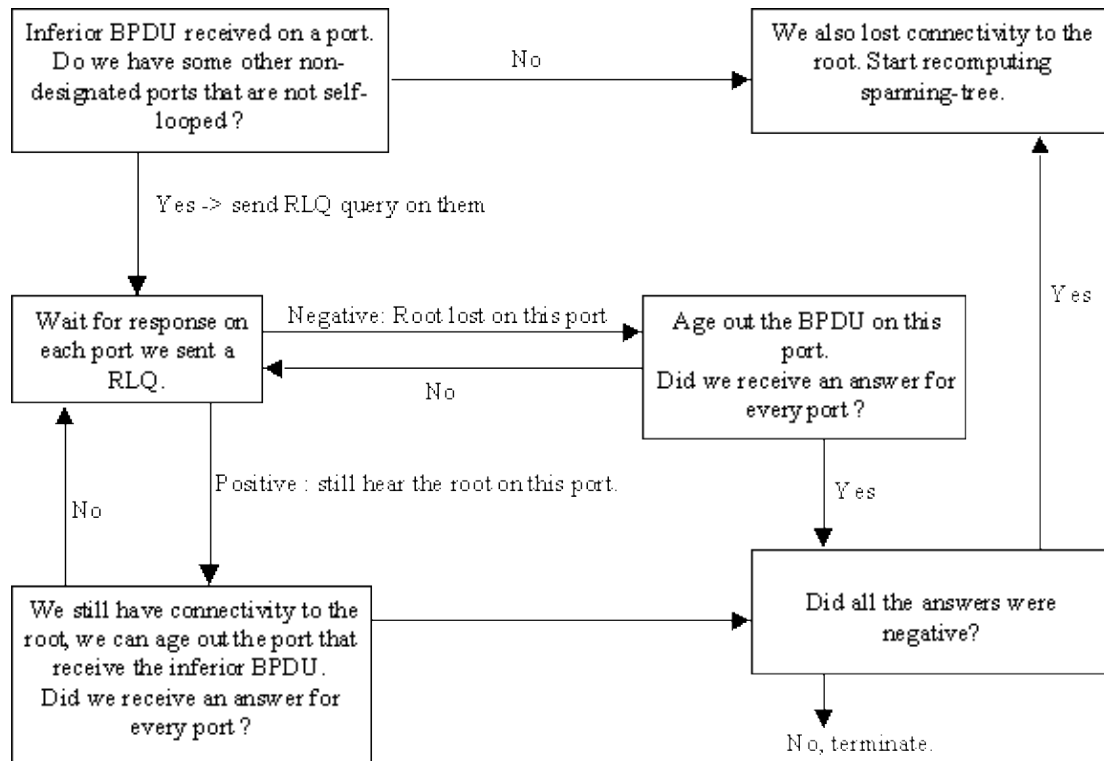 Inferior BPDU received on a port.
Do we have some other non-
designated ports that are not self-
looped ?
No
We also lost connectivity to the
root. Start recomputing
spanning-tree.
Yes -> send RLQ query on them
Yes
Wait for response on
each port we sent a
RLQ.
Negative: Root lost on this port
No
Age out the BPDU on this
port.
Did we receive an answer for
every port ?
Positive : still hear the root on this port.
No
Yes
We still have connectivity to the
root, we can age out the port that
receive the inferior BPDU.
Did we receive an answer for
every port ?
Did all the answers were
negative?
No, terminate.